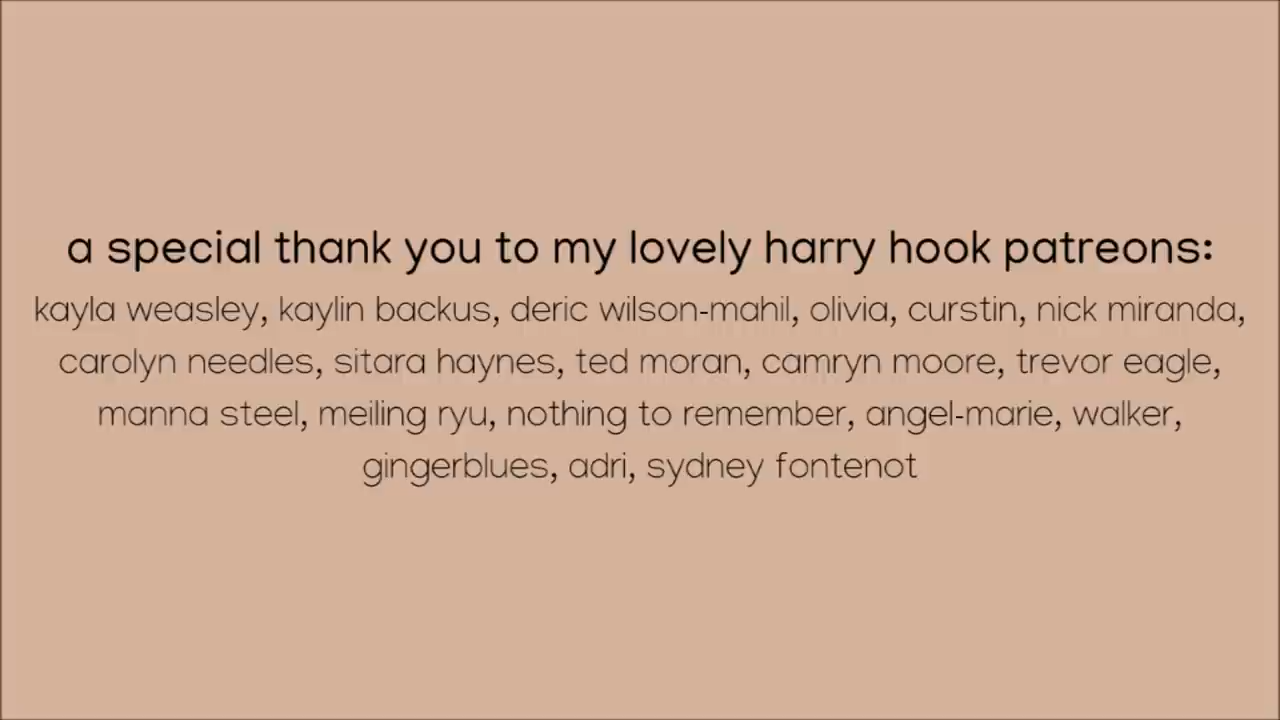 a special thank you to my lovely harry hook patreons:
kayla weasley, kaylin backus, deric wilson-mahil, olivia, curstin, nick miranda,
carolyn needles, sitara haynes, ted moran, camryn moore, trevor eagle,
manna steel, meiling ryu, nothing to remember, angel-marie, walker,
gingerblues, adri, sydney fontenot